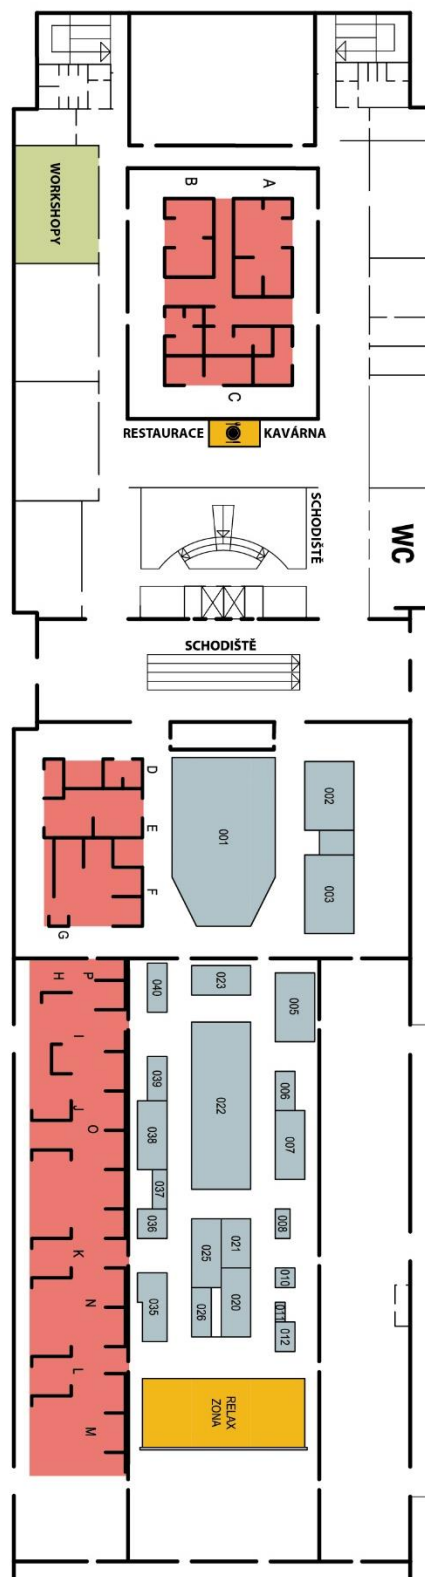 WORKSHOPY
B
A
C
RESTAURACE
KAVÁRNA
SCHODIŠTĚ
WC
SCHODIŠTĚ
D
E
F
G
001
002
003
H
P
I
J
O
K
N
L
M
040
023
005
039
022
006
038
007
037
036
008
021
025
010
020
026
011
012
035
RELAX
ZONA